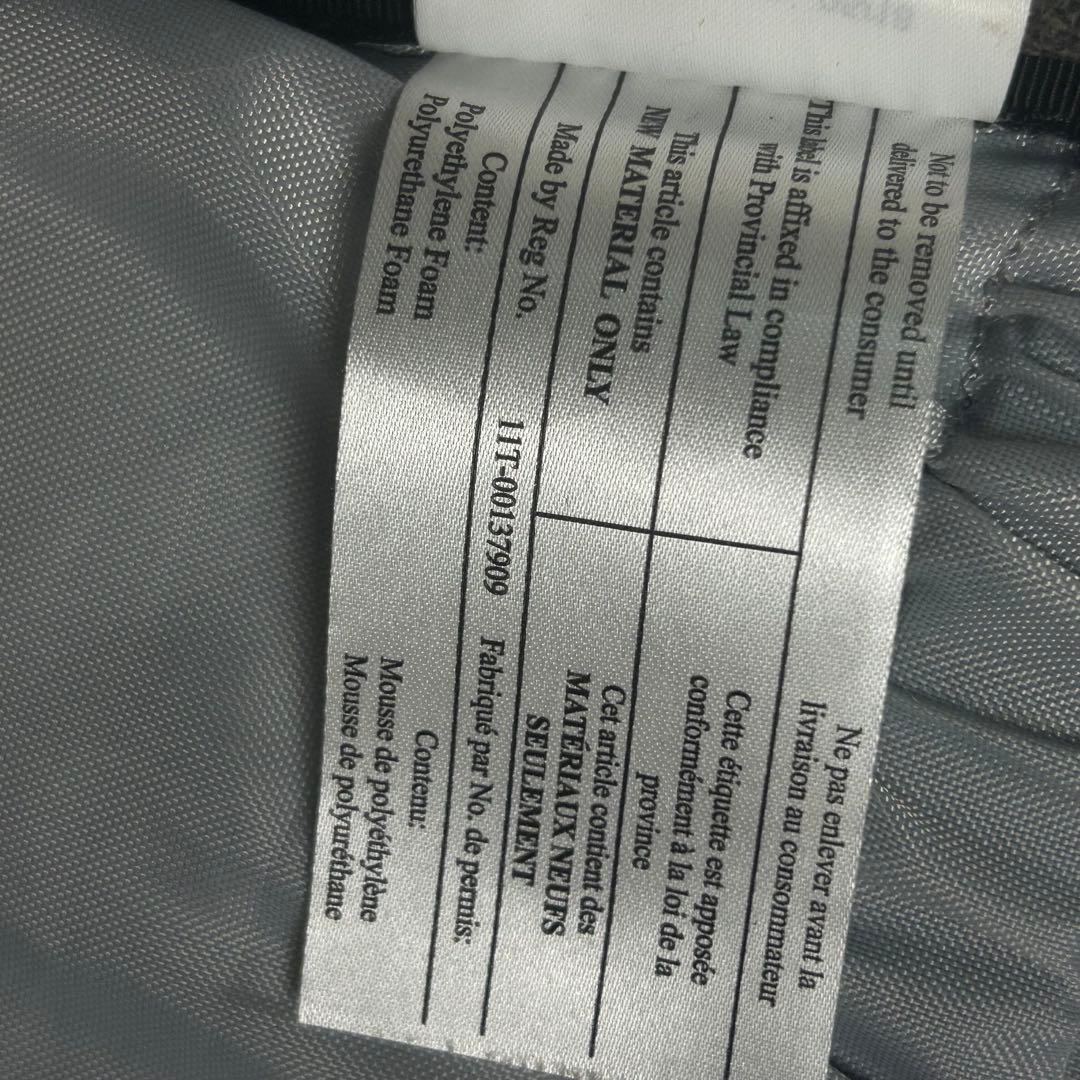 Not to be removed until
delivered to the consumer
Ne pas enlever avant la
livraison au consommateur
This label is affixed in compliance
with Provincial Law
Cette étiquette est apposée
conformément à la loi de la
province
This article contains
NEW MATERIAL ONLY
Cet article contient des
MATÉRIAUX NEUFS
SEULEMENT
Made by Reg No. 11T-00137909 Fabriqué par No. de permis:
Content:
Polyethylene Foam
Polyurethane Foam
Contenu:
Mousse de polyéthylène
Mousse de polyuréthane